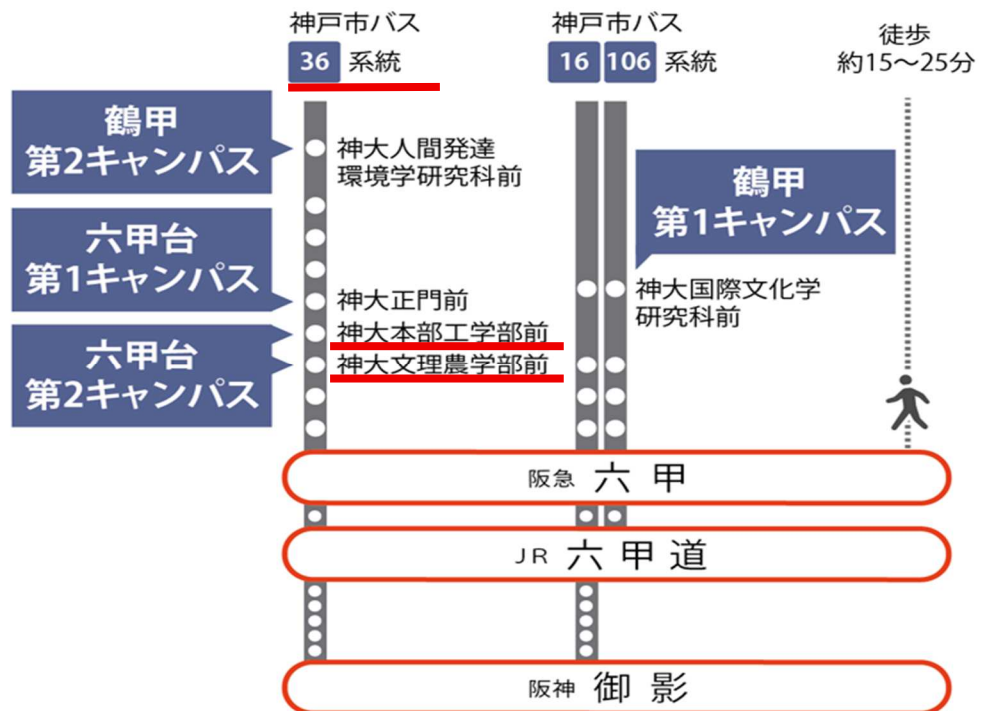 神戸市バス
36 系統
神戸市バス
16 106 系統
徒歩
約15〜25分
鶴甲
第2キャンパス
神大人間発達
環境学研究科前
鶴甲
第1キャンパス
六甲台
第1キャンパス
神大正門前
神大国際文化学
研究科前
六甲台
第2キャンパス
神大本部工学部前
神大文理農学部前
阪急 六甲
JR 六甲道
阪神 御影